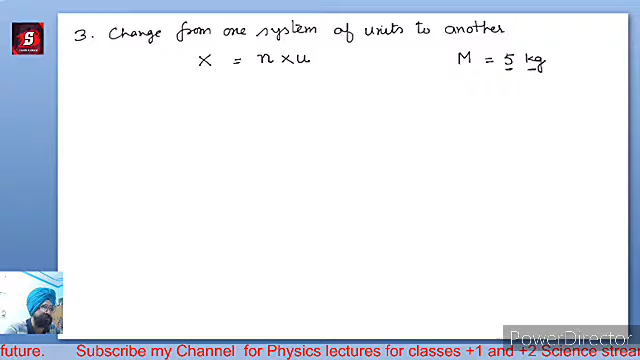 3. Change from one system of units to another
X = n x u M = 5 kg
S
PowerDirector
future. Subscribe my Channel for Physics lectures for classes +1 and +2 Science strea